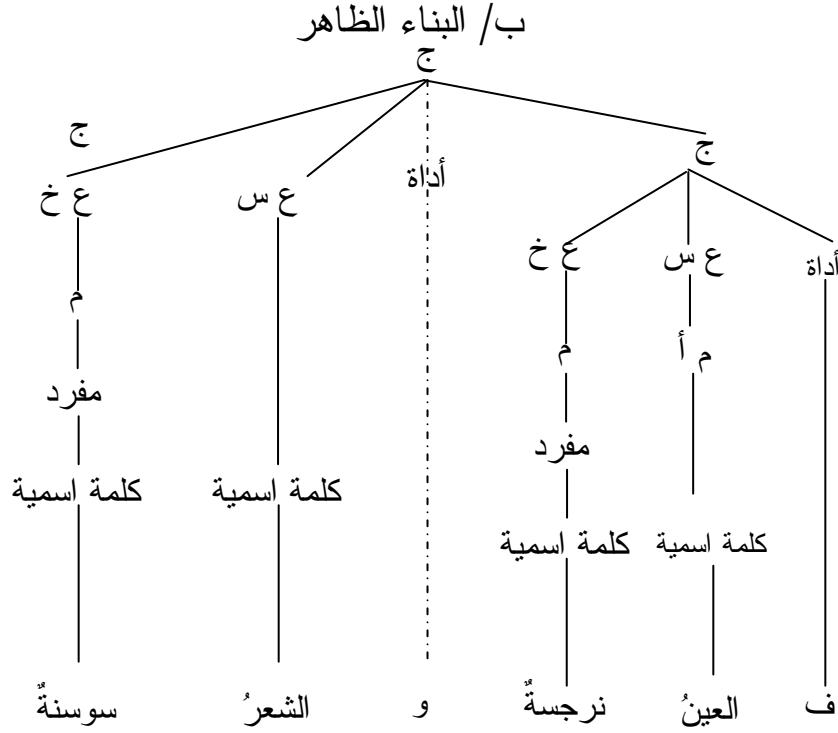 ب/ البناء الظاهر
ج
ج
ج
أداة
ع س
ع خ
أداة
ع س
ع خ
م أ
م
م
مفرد
مفرد
كلمة اسمية
كلمة اسمية
كلمة اسمية
كلمة اسمية
ف العينُ نرجسةٌ و الشعرُ سوسنةٌ